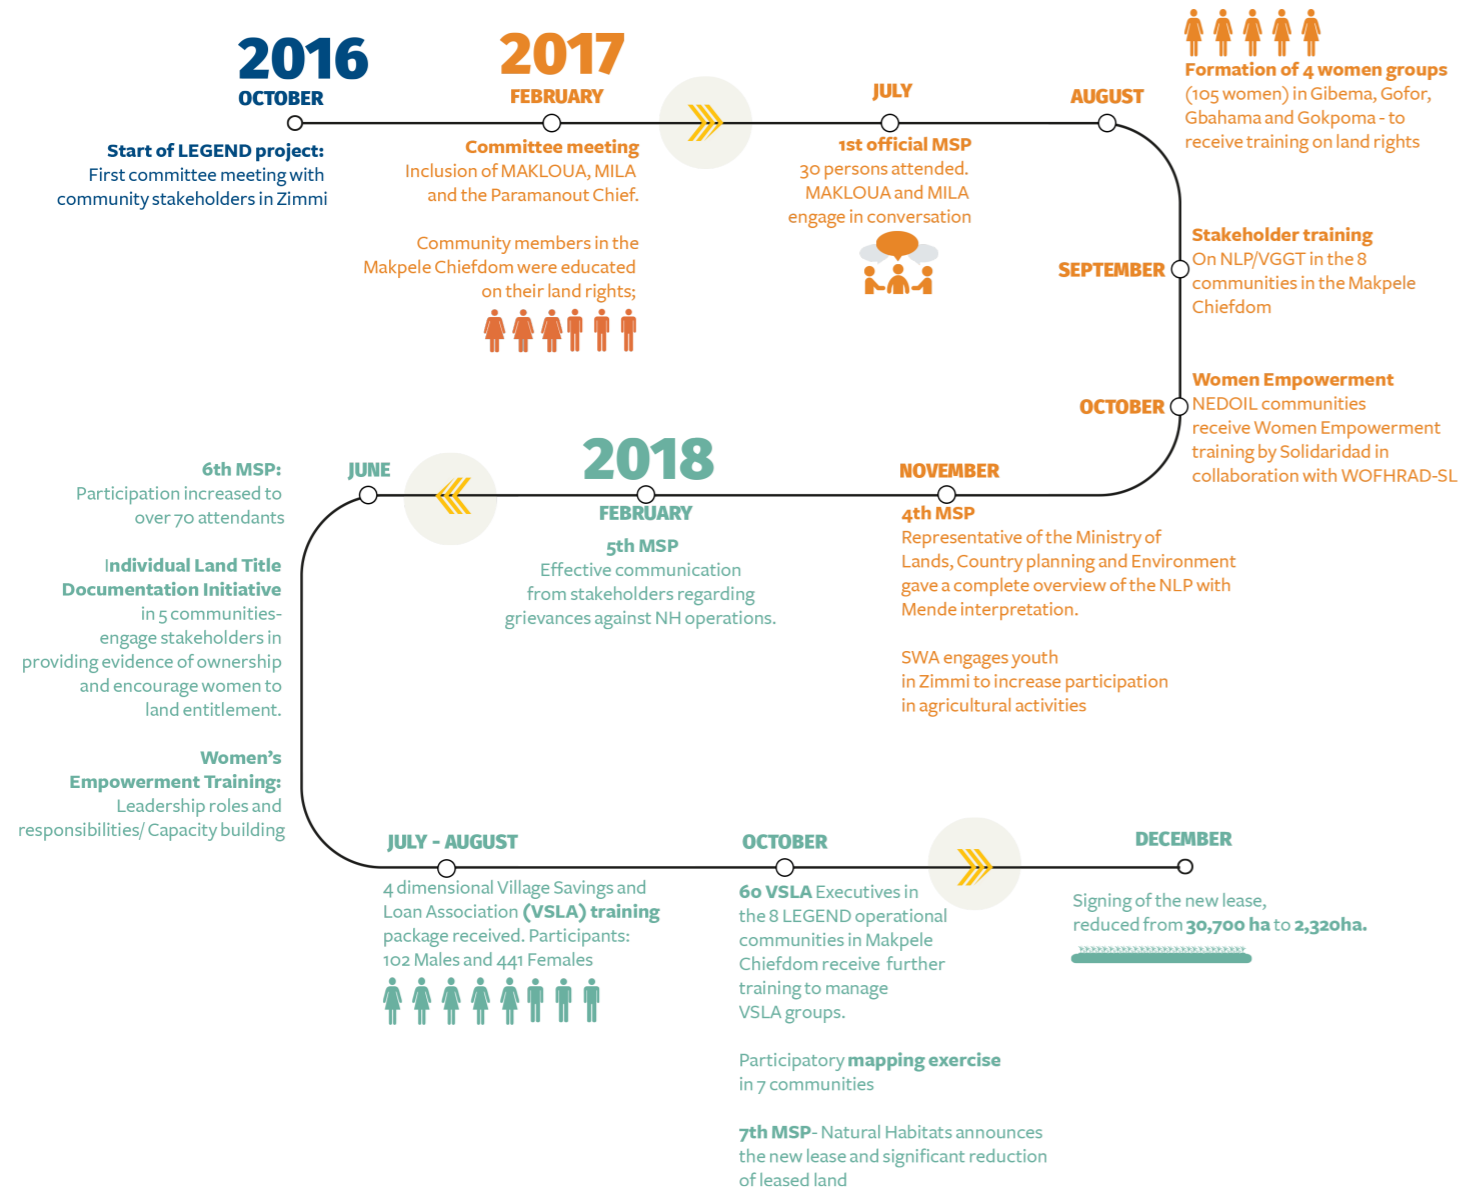 2016
OCTOBER
Start of LEGEND project:
First committee meeting with
community stakeholders in Zimmi
2017
FEBRUARY
Committee meeting
Inclusion of MAKLOUA, MILA
and the Paramanout Chief.
Community members in the
Makpele Chiefdom were educated
on their land rights;
JULY
1st official MSP
30 persons attended.
MAKLOUA and MILA
engage in conversation
AUGUST
Formation of 4 women groups
(105 women) in Gibema, Gofor,
Gbahama and Gokpoma - to
receive training on land rights
SEPTEMBER
Stakeholder training
On NLP/VGGT in the 8
communities in the Makpele
Chiefdom
OCTOBER
Women Empowerment
NEDOIL communities
receive Women Empowerment
training by Solidaridad in
collaboration with WOFHRAD-SL
NOVEMBER
4th MSP
Representative of the Ministry of
Lands, Country planning and Environment
gave a complete overview of the NLP with
Mende interpretation.
SWA engages youth
in Zimmi to increase participation
in agricultural activities
2018
FEBRUARY
5th MSP
Effective communication
from stakeholders regarding
grievances against NH operations.
JUNE
6th MSP:
Participation increased to
over 70 attendants
Individual Land Title
Documentation Initiative
in 5 communities-
engage stakeholders in
providing evidence of ownership
and encourage women to
land entitlement.
Women's
Empowerment Training:
Leadership roles and
responsibilities/ Capacity building
JULY - AUGUST
4 dimensional Village Savings and
Loan Association (VSLA) training
package received. Participants:
102 Males and 441 Females
OCTOBER
60 VSLA Executives in
the 8 LEGEND operational
communities in Makpele
Chiefdom receive further
training to manage
VSLA groups.
Participatory mapping exercise
in 7 communities
7th MSP- Natural Habitats announces
the new lease and significant reduction
of leased land
DECEMBER
Signing of the new lease,
reduced from 30,700 ha to 2,320ha.